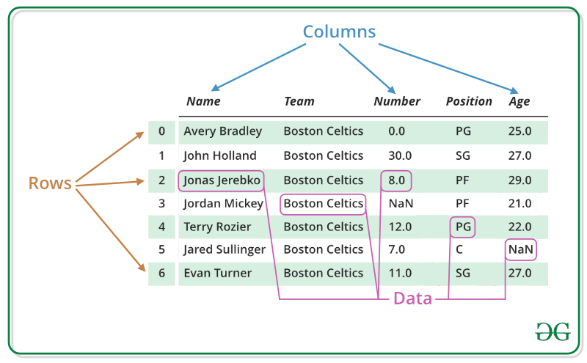 Columns
Name Team Number Position Age
0 Avery Bradley Boston Celtics 0.0 PG 25.0
1 John Holland Boston Celtics 30.0 SG 27.0
Rows
2 Jonas Jerebko Boston Celtics 8.0 PF 29.0
3 Jordan Mickey Boston Celtics NaN PF 21.0
4 Terry Rozier Boston Celtics 12.0 PG 22.0
5 Jared Sullinger Boston Celtics 7.0 C NaN
6 Evan Turner Boston Celtics 11.0 SG 27.0
Data